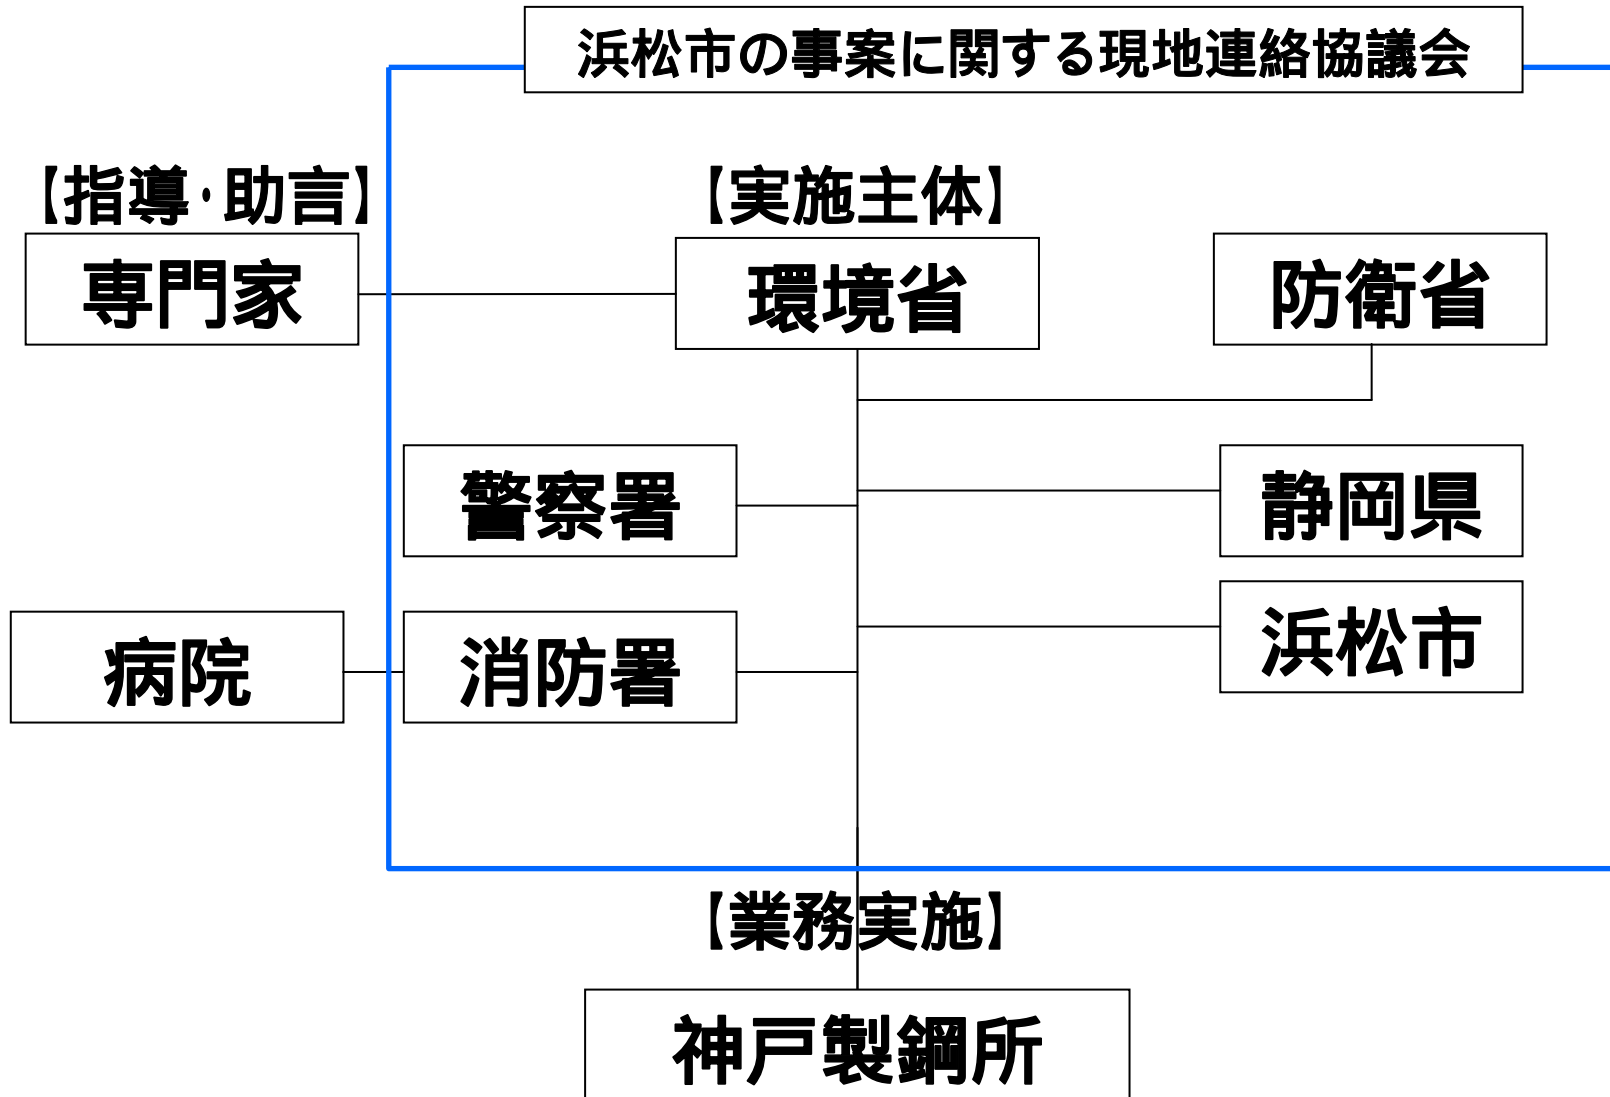 浜松市の事案に関する現地連絡協議会
【指導・助言】
【実施主体】
専門家
環境省
防衛省
警察署
静岡県
病院
消防署
浜松市
【業務実施】
神戸製鋼所